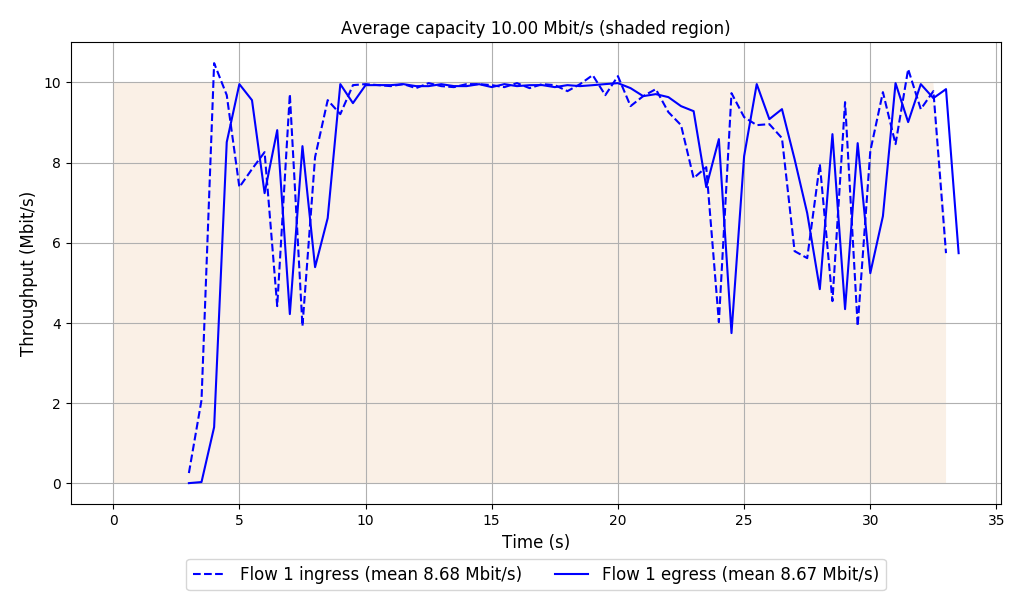 Average capacity 10.00 Mbit/s (shaded region)
Throughput (Mbit/s)
10
8
6
4
2
0
0 5 10 15 20 25 30 35
Time (s)
Flow 1 ingress (mean 8.68 Mbit/s) Flow 1 egress (mean 8.67 Mbit/s)